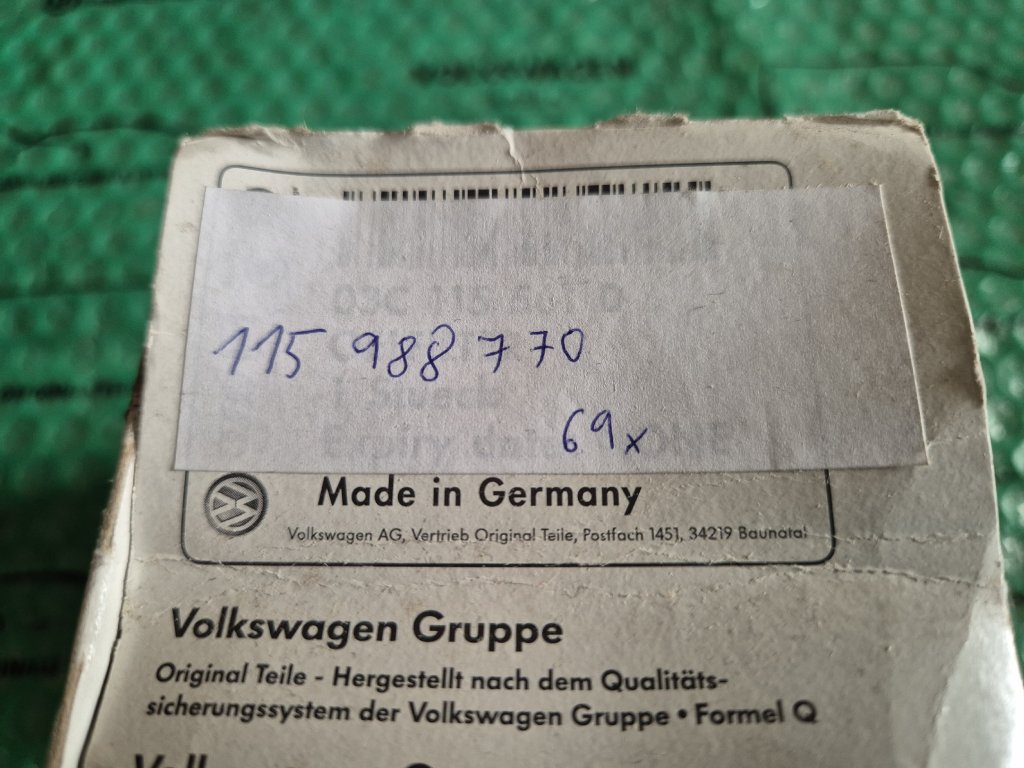 115 988 770
69x
Made in Germany
Volkswagen AG, Vertrieb Original Teile, Postfach 1451, 34219 Baunatal
Volkswagen Gruppe
Original Teile - Hergestellt nach dem Qualitäts-
sicherungssystem der Volkswagen Gruppe • Formel Q